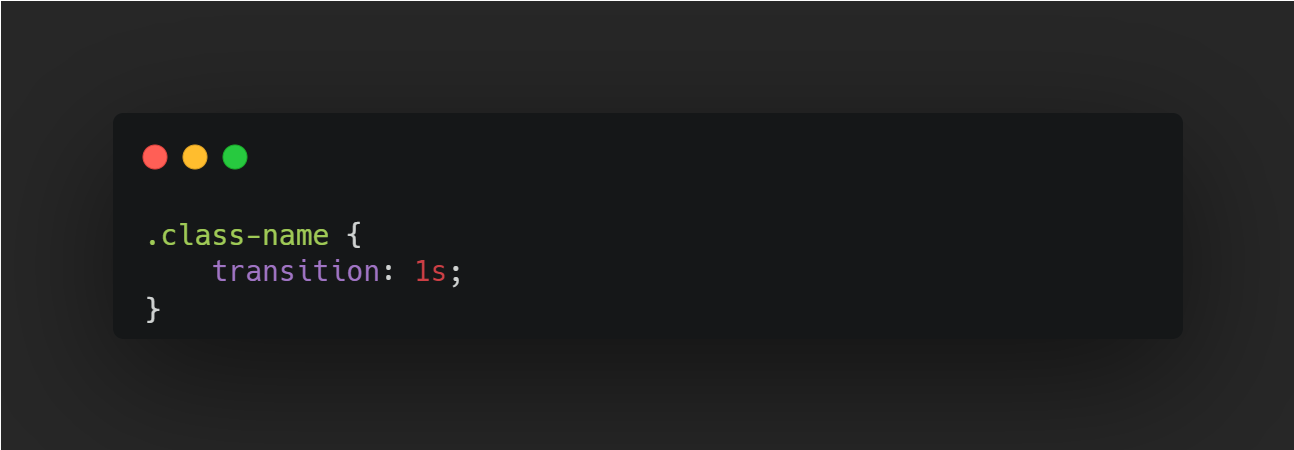 .class-name {
    transition: 1s;
}